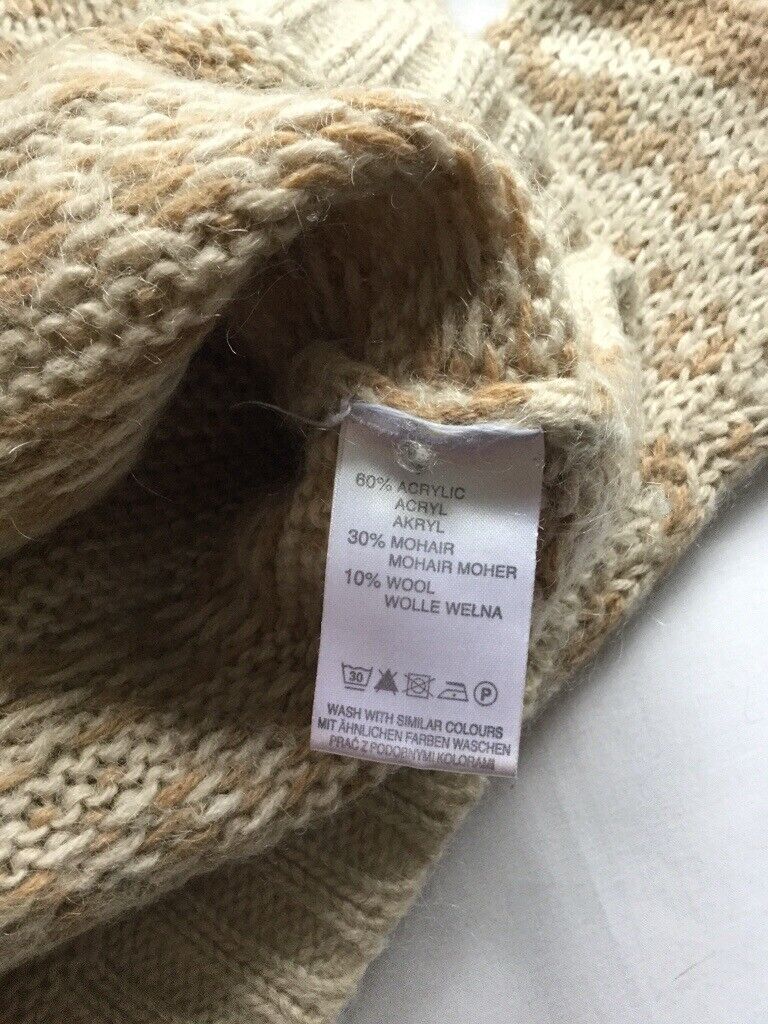 60% ACRYLIC
ACRYL
AKRYL
30% MOHAIR
MOHAIR MOHER
10% WOOL
WOLLE WEŁNA
30 P
WASH WITH SIMILAR COLOURS
MIT ÄHNLICHEN FARBEN WASCHEN
PRAĆ Z PODOBNYMI KOLORAMI